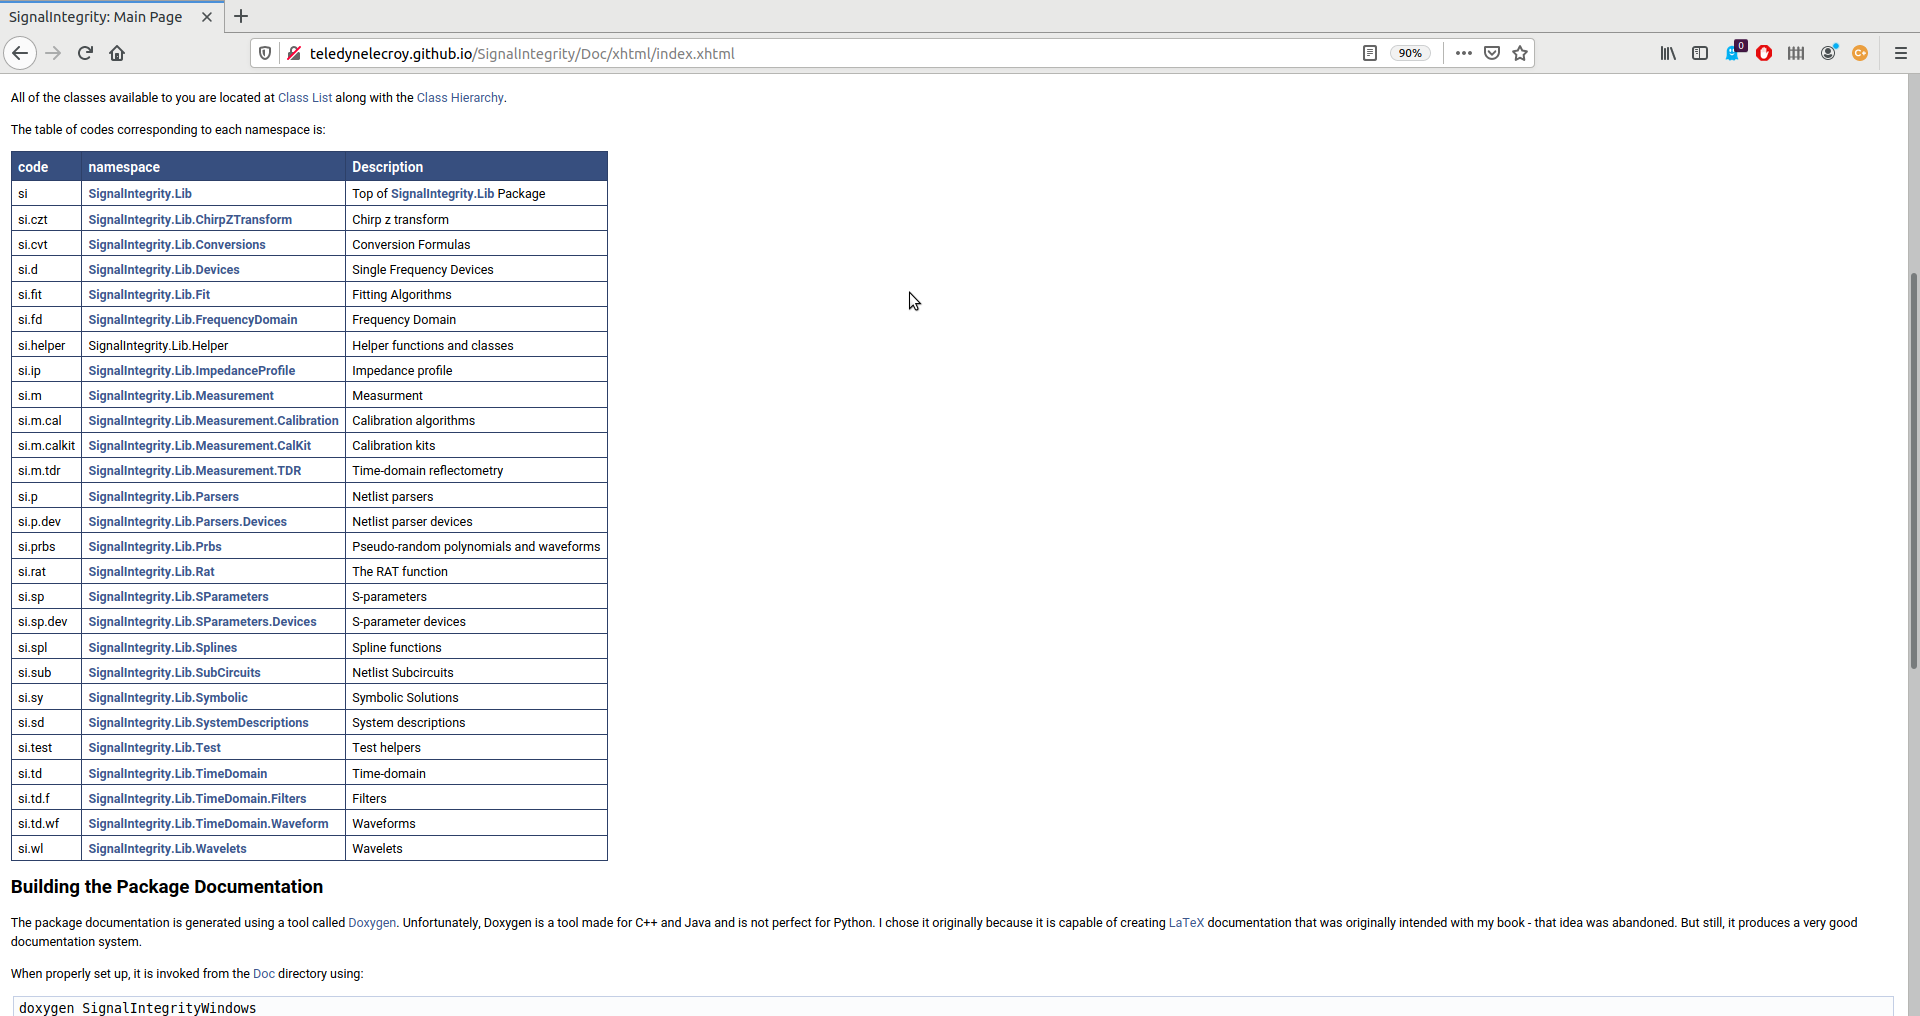 SignalIntegrity: Main Page
teledynelecroy.github.io/SignalIntegrity/Doc/xhtml/index.xhtml
90%
0
C+
All of the classes available to you are located at Class List along with the Class Hierarchy.
The table of codes corresponding to each namespace is:
code namespace Description
si SignalIntegrity.Lib Top of SignalIntegrity.Lib Package
si.czt SignalIntegrity.Lib.ChirpZTransform Chirp z transform
si.cvt SignalIntegrity.Lib.Conversions Conversion Formulas
si.d SignalIntegrity.Lib.Devices Single Frequency Devices
si.fit SignalIntegrity.Lib.Fit Fitting Algorithms
si.fd SignalIntegrity.Lib.FrequencyDomain Frequency Domain
si.helper SignalIntegrity.Lib.Helper Helper functions and classes
si.ip SignalIntegrity.Lib.ImpedanceProfile Impedance profile
si.m SignalIntegrity.Lib.Measurement Measurment
si.m.cal SignalIntegrity.Lib.Measurement.Calibration Calibration algorithms
si.m.calkit SignalIntegrity.Lib.Measurement.CalKit Calibration kits
si.m.tdr SignalIntegrity.Lib.Measurement.TDR Time-domain reflectometry
si.p SignalIntegrity.Lib.Parsers Netlist parsers
si.p.dev SignalIntegrity.Lib.Parsers.Devices Netlist parser devices
si.prbs SignalIntegrity.Lib.Prbs Pseudo-random polynomials and waveforms
si.rat SignalIntegrity.Lib.Rat The RAT function
si.sp SignalIntegrity.Lib.SParameters S-parameters
si.sp.dev SignalIntegrity.Lib.SParameters.Devices S-parameter devices
si.spl SignalIntegrity.Lib.Splines Spline functions
si.sub SignalIntegrity.Lib.SubCircuits Netlist Subcircuits
si.sy SignalIntegrity.Lib.Symbolic Symbolic Solutions
si.sd SignalIntegrity.Lib.SystemDescriptions System descriptions
si.test SignalIntegrity.Lib.Test Test helpers
si.td SignalIntegrity.Lib.TimeDomain Time-domain
si.td.f SignalIntegrity.Lib.TimeDomain.Filters Filters
si.td.wf SignalIntegrity.Lib.TimeDomain.Waveform Waveforms
si.wl SignalIntegrity.Lib.Wavelets Wavelets
Building the Package Documentation
The package documentation is generated using a tool called Doxygen. Unfortunately, Doxygen is a tool made for C++ and Java and is not perfect for Python. I chose it originally because it is capable of creating LaTeX documentation that was originally intended with my book - that idea was abandoned. But still, it produces a very good
documentation system.
When properly set up, it is invoked from the Doc directory using:
doxygen SignalIntegrityWindows